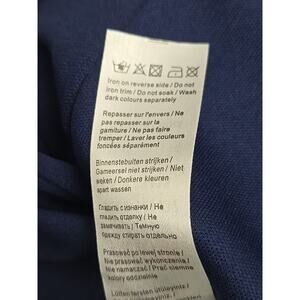 Iron on reverse side / Do not
iron trim / Do not soak / Wash
dark colours separately
Repasser sur l'envers / Ne
pas repasser sur la
garniture / Ne pas faire
tremper / Laver les couleurs
foncées séparément
Binnenstebuiten strijken /
Garneersel niet strijken / Niet
weken / Donkere kleuren
apart wassen
Гладить с изнанки / Не
гладить отделку / Не
замачивать / Темную
одежду стирать отдельно
Prasować po lewej stronie /
Nie prasować wykończenia /
Nie namaczać / Prać ciemne
kolory oddzielnie